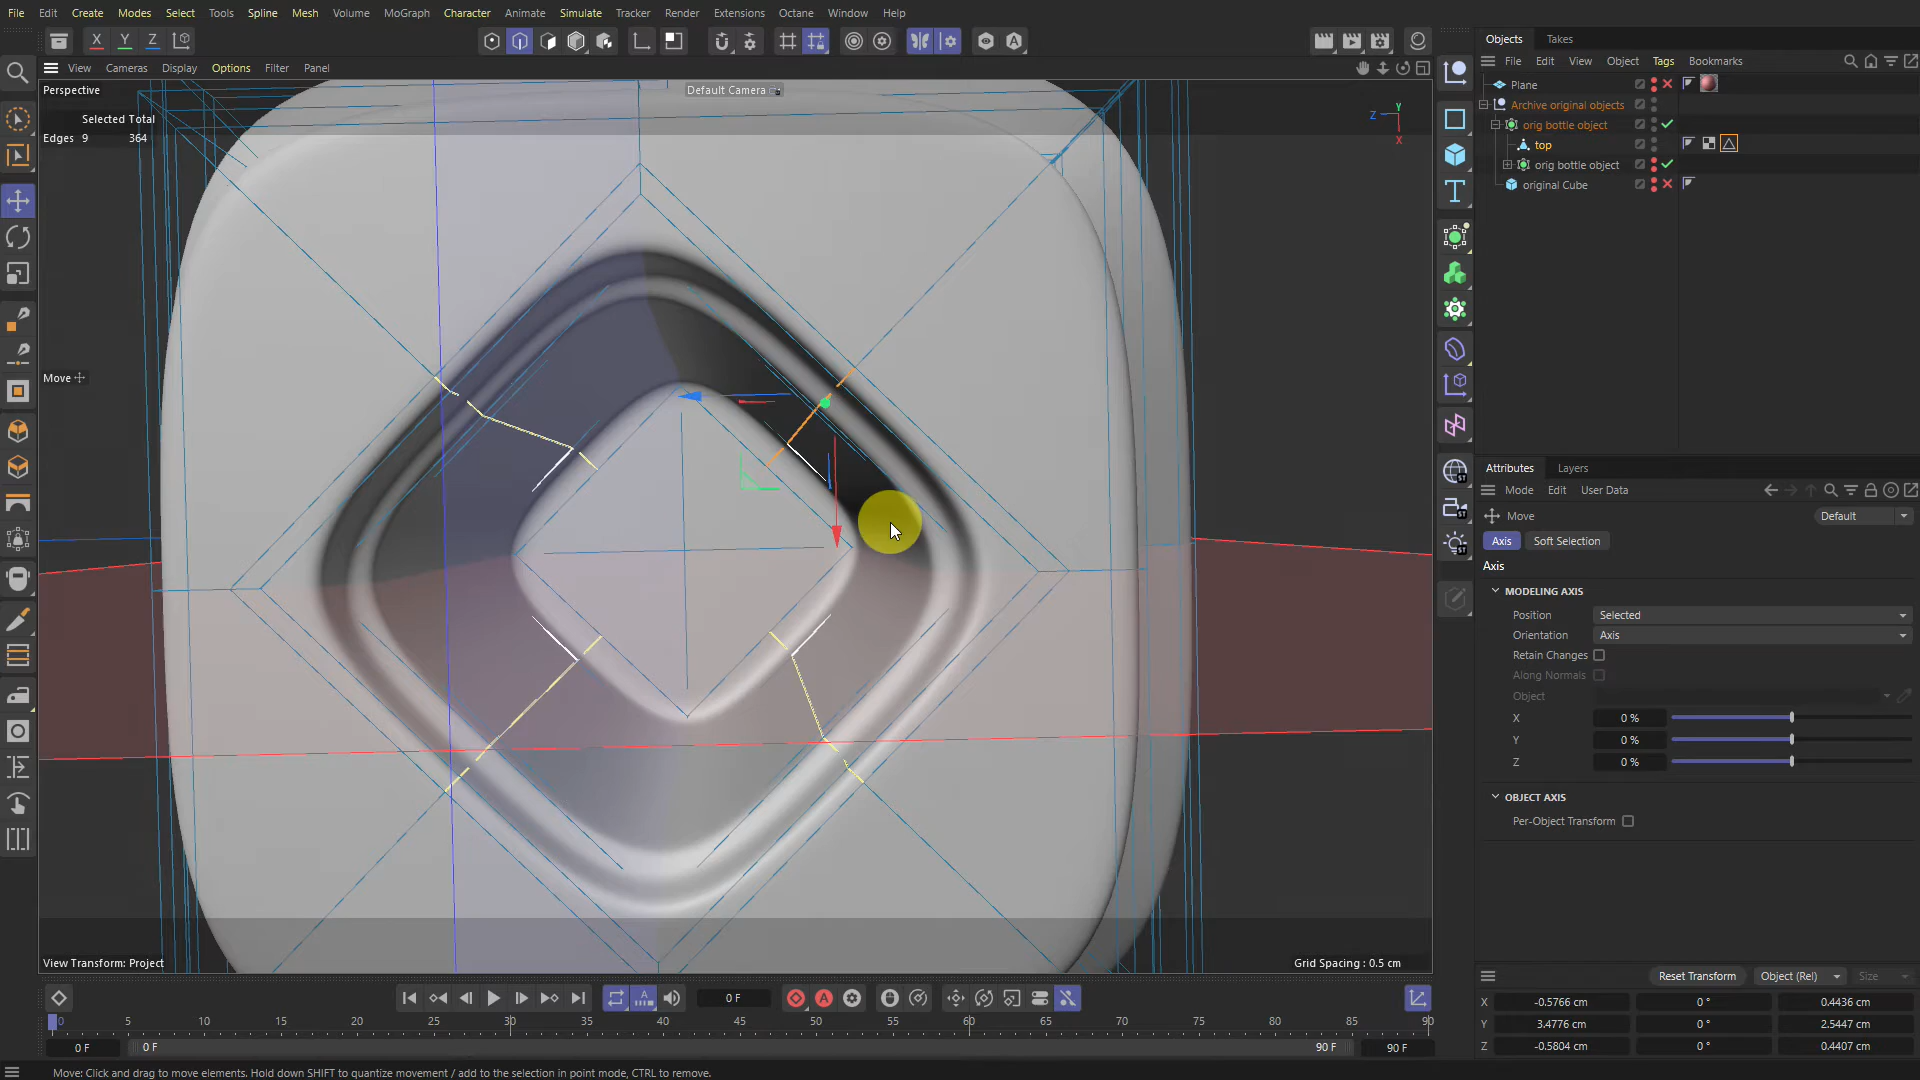 File Edit Create Modes Select Tools Spline Mesh Volume MoGraph Character Animate Simulate Tracker Render Extensions Octane Window Help
X Y Z
View Cameras Display Options Filter Panel
Perspective
Default Camera
Selected Total
Edges 9 364
Move
Y
Z
X
View Transform: Project
Grid Spacing : 0.5 cm
Objects Takes
File Edit View Object Tags Bookmarks
Plane
Archive original objects
orig bottle object
top
orig bottle object
original Cube
Attributes Layers
Mode Edit User Data
Move Default
Axis Soft Selection
Axis
MODELING AXIS
Position Selected
Orientation Axis
Retain Changes
Along Normals
Object
X 0 %
Y 0 %
Z 0 %
OBJECT AXIS
Per-Object Transform
Reset Transform Object (Rel) Size
X -0.5766 cm 0 ° 0.4436 cm
Y 3.4776 cm 0 ° 2.5447 cm
Z -0.5804 cm 0 ° 0.4407 cm
0 F
0 5 10 15 20 25 30 35 40 45 50 55 60 65 70 75 80 85 90
0 F 0 F 90 F 90 F
Move: Click and drag to move elements. Hold down SHIFT to quantize movement / add to the selection in point mode, CTRL to remove.